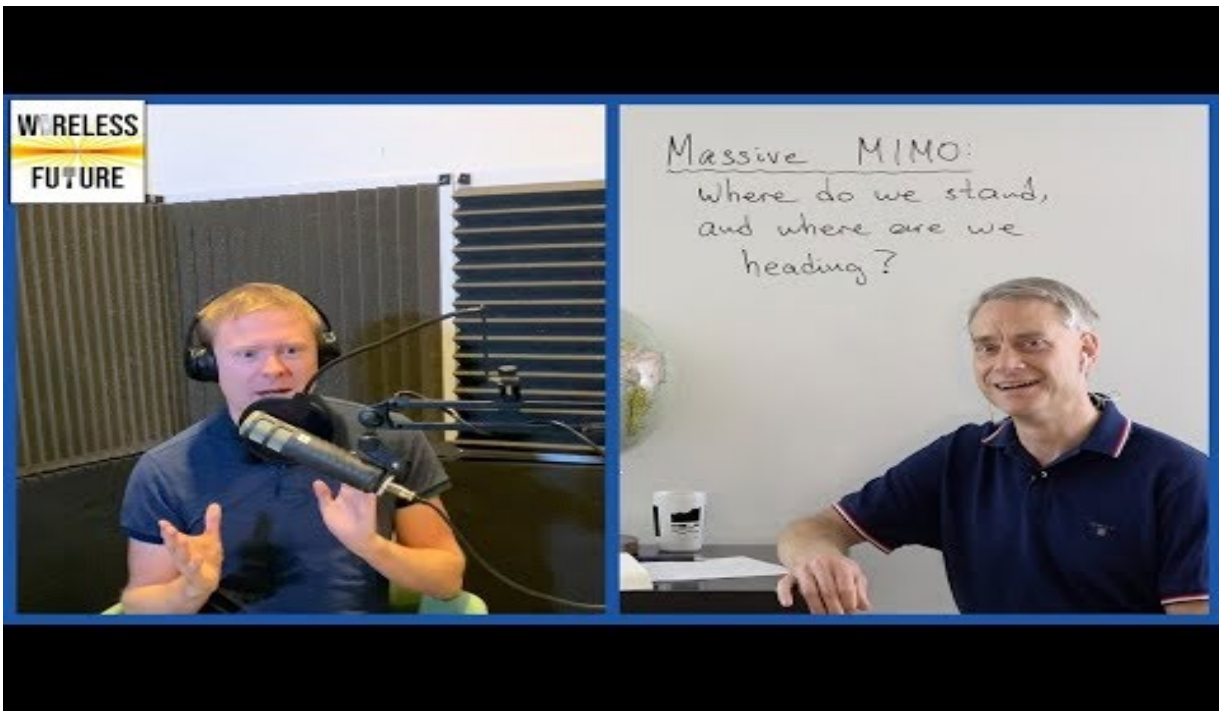 WIRELESS
FUTURE
Massive MIMO:
where do we stand,
and where are we
heading?